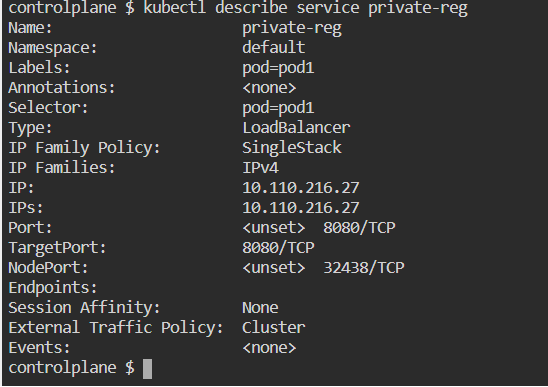 controlplane $ kubectl describe service private-reg
Name:                     private-reg
Namespace:                default
Labels:                   pod=pod1
Annotations:              <none>
Selector:                 pod=pod1
Type:                     LoadBalancer
IP Family Policy:         SingleStack
IP Families:              IPv4
IP:                       10.110.216.27
IPs:                      10.110.216.27
Port:                     <unset>  8080/TCP
TargetPort:               8080/TCP
NodePort:                 <unset>  32438/TCP
Endpoints:
Session Affinity:         None
External Traffic Policy:  Cluster
Events:                   <none>
controlplane $